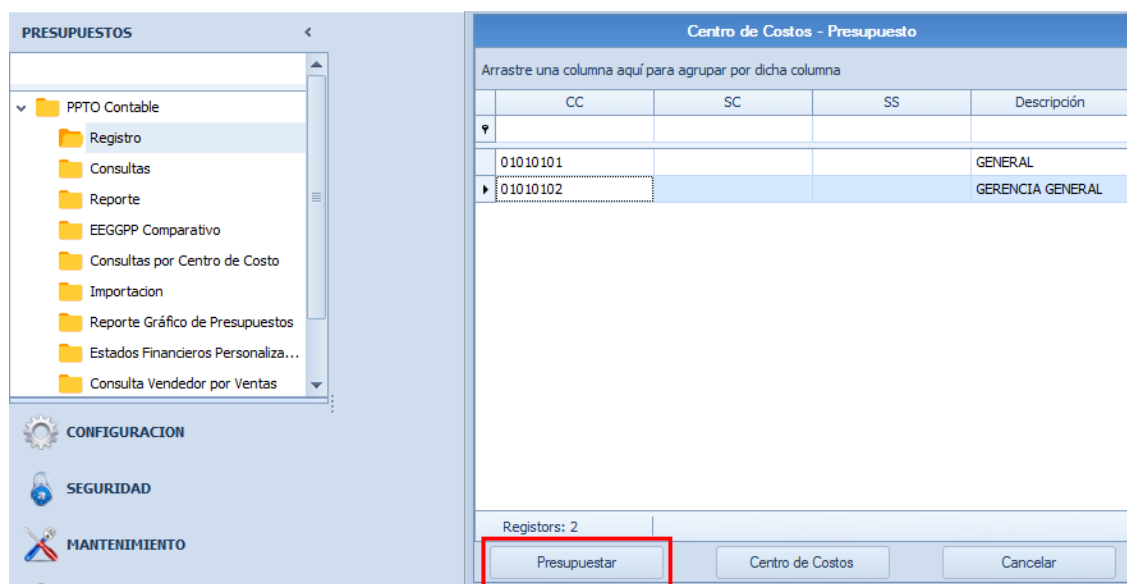 PRESUPUESTOS
PPTO Contable
Registro
Consultas
Reporte
EEGGPP Comparativo
Consultas por Centro de Costo
Importacion
Reporte Gráfico de Presupuestos
Estados Financieros Personaliza...
Consulta Vendedor por Ventas
CONFIGURACION
SEGURIDAD
MANTENIMIENTO
Centro de Costos - Presupuesto
Arrastre una columna aquí para agrupar por dicha columna
CC SC SS Descripción
01010101 GENERAL
01010102 GERENCIA GENERAL
Registors: 2
Presupuestar Centro de Costos Cancelar